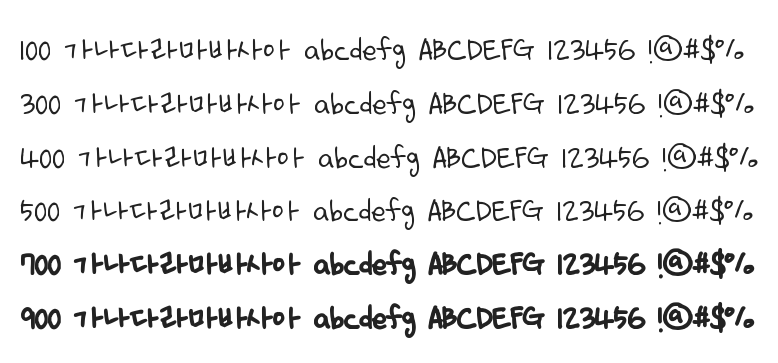 100 가나다라마바사아 abcdefg ABCDEFG 123456 !@#$%
300 가나다라마바사아 abcdefg ABCDEFG 123456 !@#$%
400 가나다라마바사아 abcdefg ABCDEFG 123456 !@#$%
500 가나다라마바사아 abcdefg ABCDEFG 123456 !@#$%
700 가나다라마바사아 abcdefg ABCDEFG 123456 !@#$%
900 가나다라마바사아 abcdefg ABCDEFG 123456 !@#$%